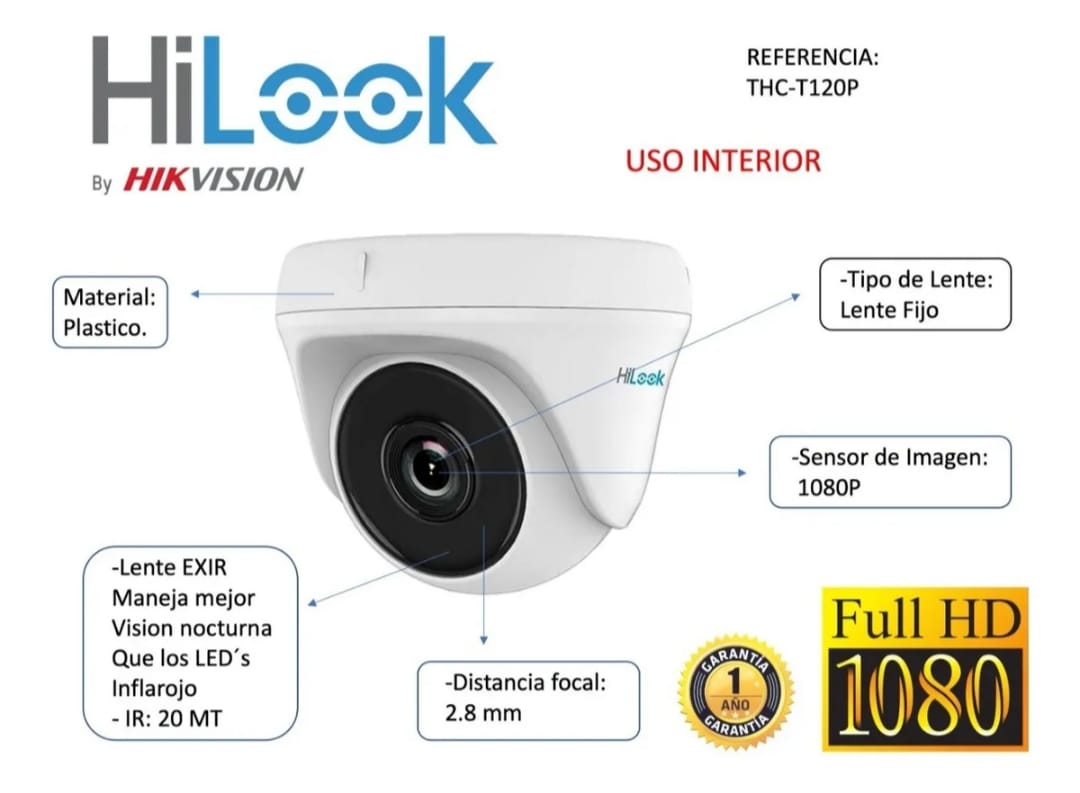 HiLook
By HIKVISION
REFERENCIA:
THC-T120P
USO INTERIOR
Material:
Plastico.
-Tipo de Lente:
Lente Fijo
HiLook
-Sensor de Imagen:
1080P
-Lente EXIR
Maneja mejor
Vision nocturna
Que los LED´s
Inflarojo
- IR: 20 MT
-Distancia focal:
2.8 mm
GARANTÍA
1
AÑO
GARANTÍA
Full HD
1080